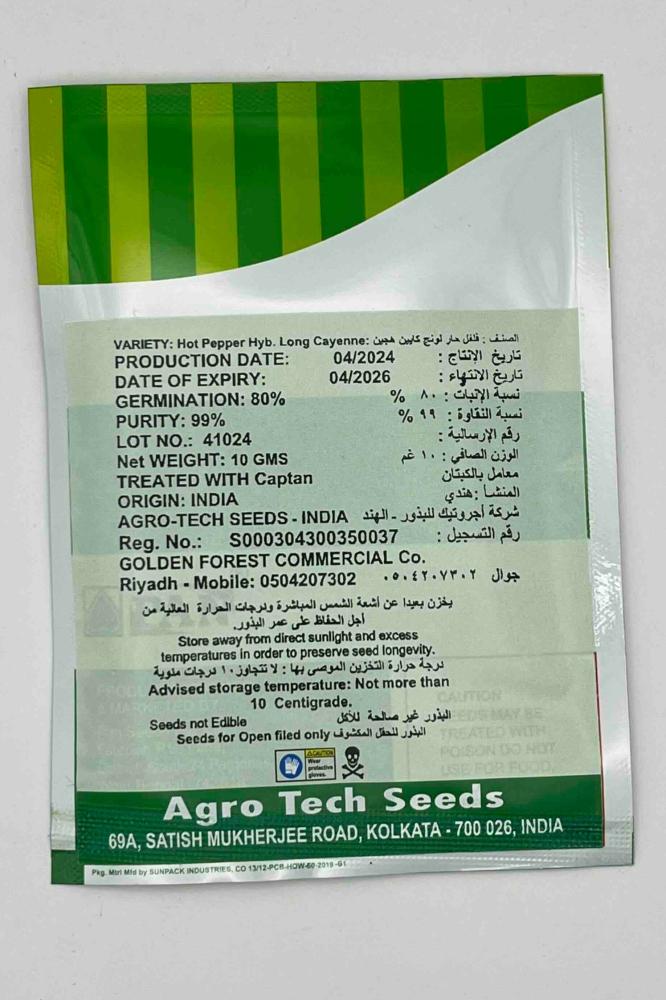 VARIETY: Hot Pepper Hyb. Long Cayenne: الصنف : فلفل حار لونج كايين هجين
PRODUCTION DATE: 04/2024 تاريخ الإنتاج :
DATE OF EXPIRY: 04/2026 تاريخ الانتهاء :
GERMINATION: 80% نسبة الإنبات : ٨٠ %
PURITY: 99% نسبة النقاوة : ٩٩ %
LOT NO.: 41024 رقم الإرسالية :
Net WEIGHT: 10 GMS الوزن الصافي : ١٠ غم
TREATED WITH Captan معامل بالكبتان
ORIGIN: INDIA المنشأ : هندي
AGRO-TECH SEEDS - INDIA شركة أجروتيك للبذور - الهند
Reg. No.: S000304300350037 رقم التسجيل :
GOLDEN FOREST COMMERCIAL Co.
Riyadh - Mobile: 0504207302 جوال ٠٥٠٤٢٠٧٣٠٢
يخزن بعيدا عن أشعة الشمس المباشرة ودرجات الحرارة العالية من
أجل الحفاظ على عمر البذور.
Store away from direct sunlight and excess
temperatures in order to preserve seed longevity.
درجة حرارة التخزين الموصى بها : لا تتجاوز ١٠ درجات مئوية
Advised storage temperature: Not more than
10 Centigrade.
Seeds not Edible البذور غير صالحة للأكل
Seeds for Open filed only البذور للحقل المكشوف
CAUTION
Wear
protective
gloves.
CAUTION
SEEDS MAY BE
TREATED WITH
POISON DO NOT
USE FOR FOOD,
Agro Tech Seeds
69A, SATISH MUKHERJEE ROAD, KOLKATA - 700 026, INDIA
Pkg. Mtrl Mfd by SUNPACK INDUSTRIES, CO 13/12-PCB-HOW-60-2019-G1